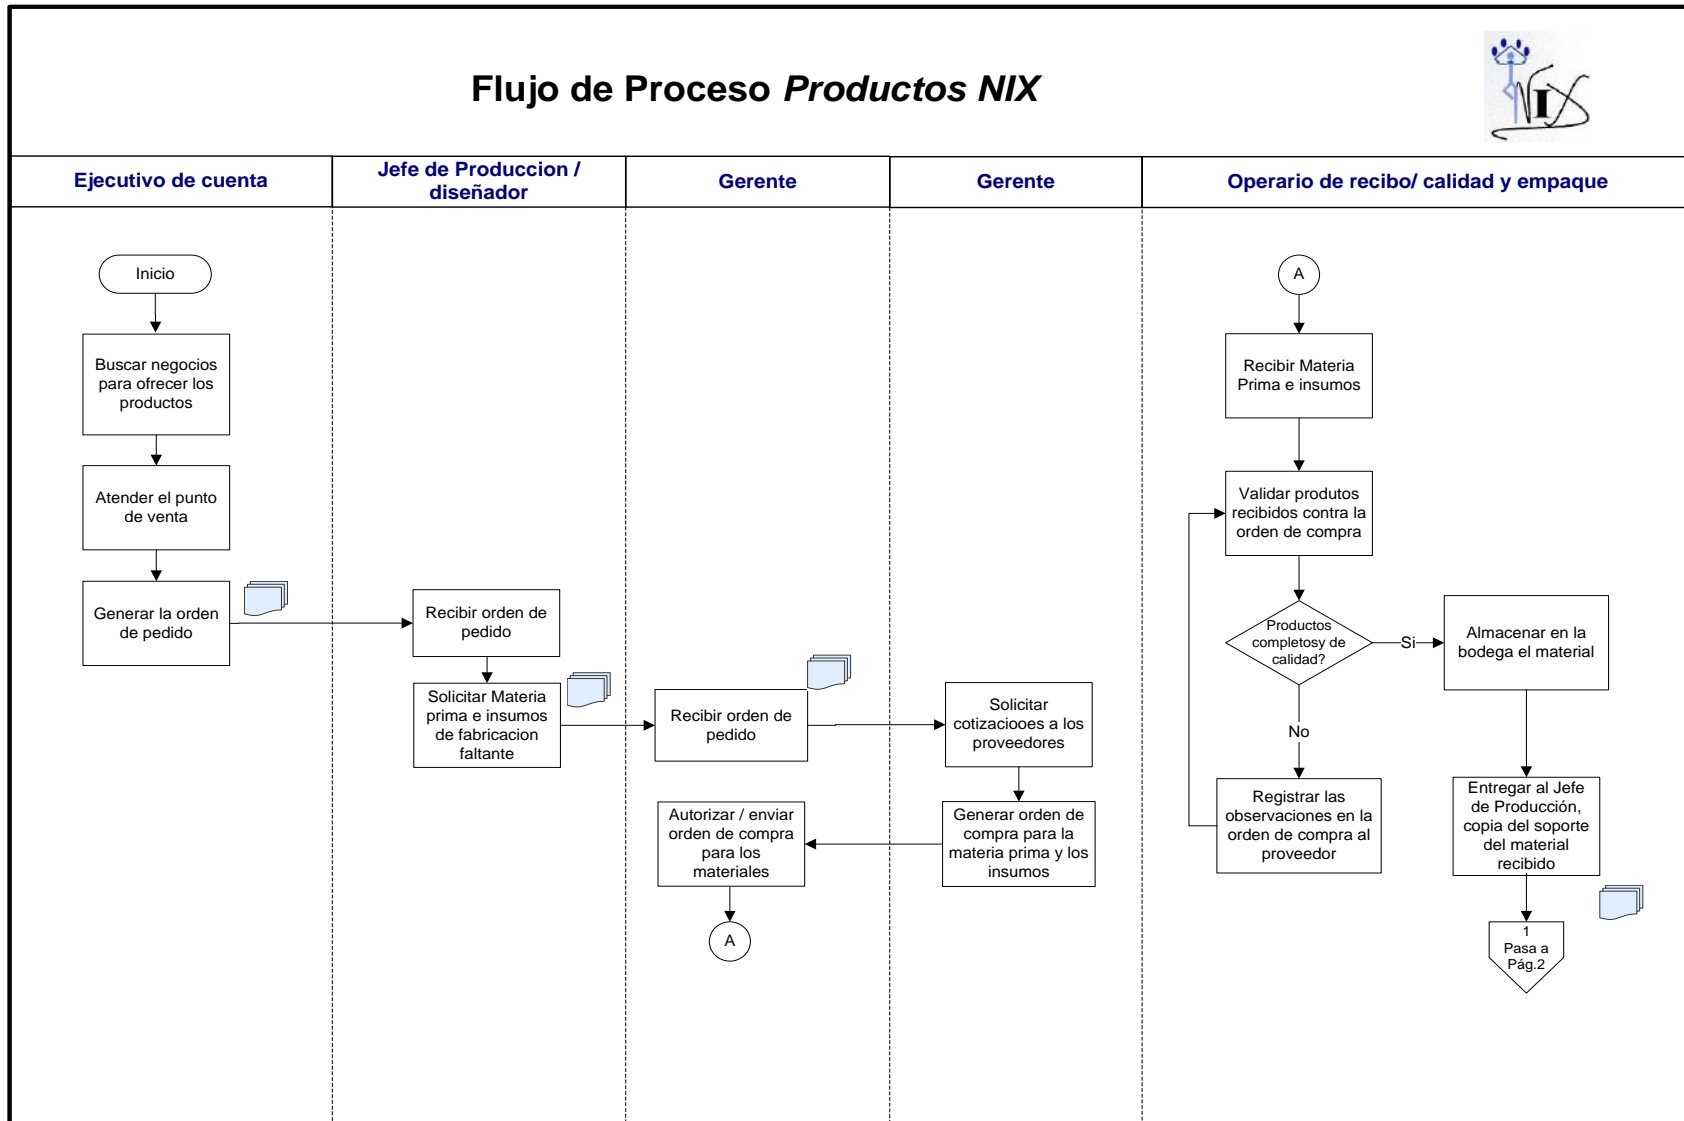 Flujo de Proceso Productos NIX
NIX
Ejecutivo de cuenta
Jefe de Produccion /
diseñador
Gerente
Gerente
Operario de recibo/ calidad y empaque
Inicio
Buscar negocios
para ofrecer los
productos
Atender el punto
de venta
Generar la orden
de pedido
Recibir orden de
pedido
Solicitar Materia
prima e insumos
de fabricacion
faltante
Recibir orden de
pedido
Solicitar
cotizaciooes a los
proveedores
Generar orden de
compra para la
materia prima y los
insumos
Autorizar / enviar
orden de compra
para los
materiales
A
A
Recibir Materia
Prima e insumos
Validar produtos
recibidos contra la
orden de compra
Productos
completosy de
calidad?
Si
Almacenar en la
bodega el material
No
Registrar las
observaciones en la
orden de compra al
proveedor
Entregar al Jefe
de Producción,
copia del soporte
del material
recibido
1
Pasa a
Pág.2